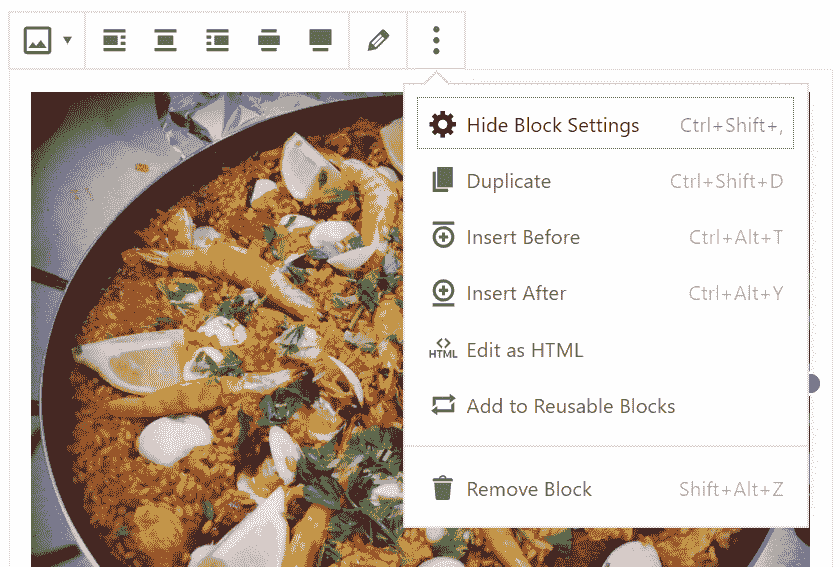 Hide Block Settings Ctrl+Shift+,
Duplicate Ctrl+Shift+D
Insert Before Ctrl+Alt+T
Insert After Ctrl+Alt+Y
HTML Edit as HTML
Add to Reusable Blocks
Remove Block Shift+Alt+Z